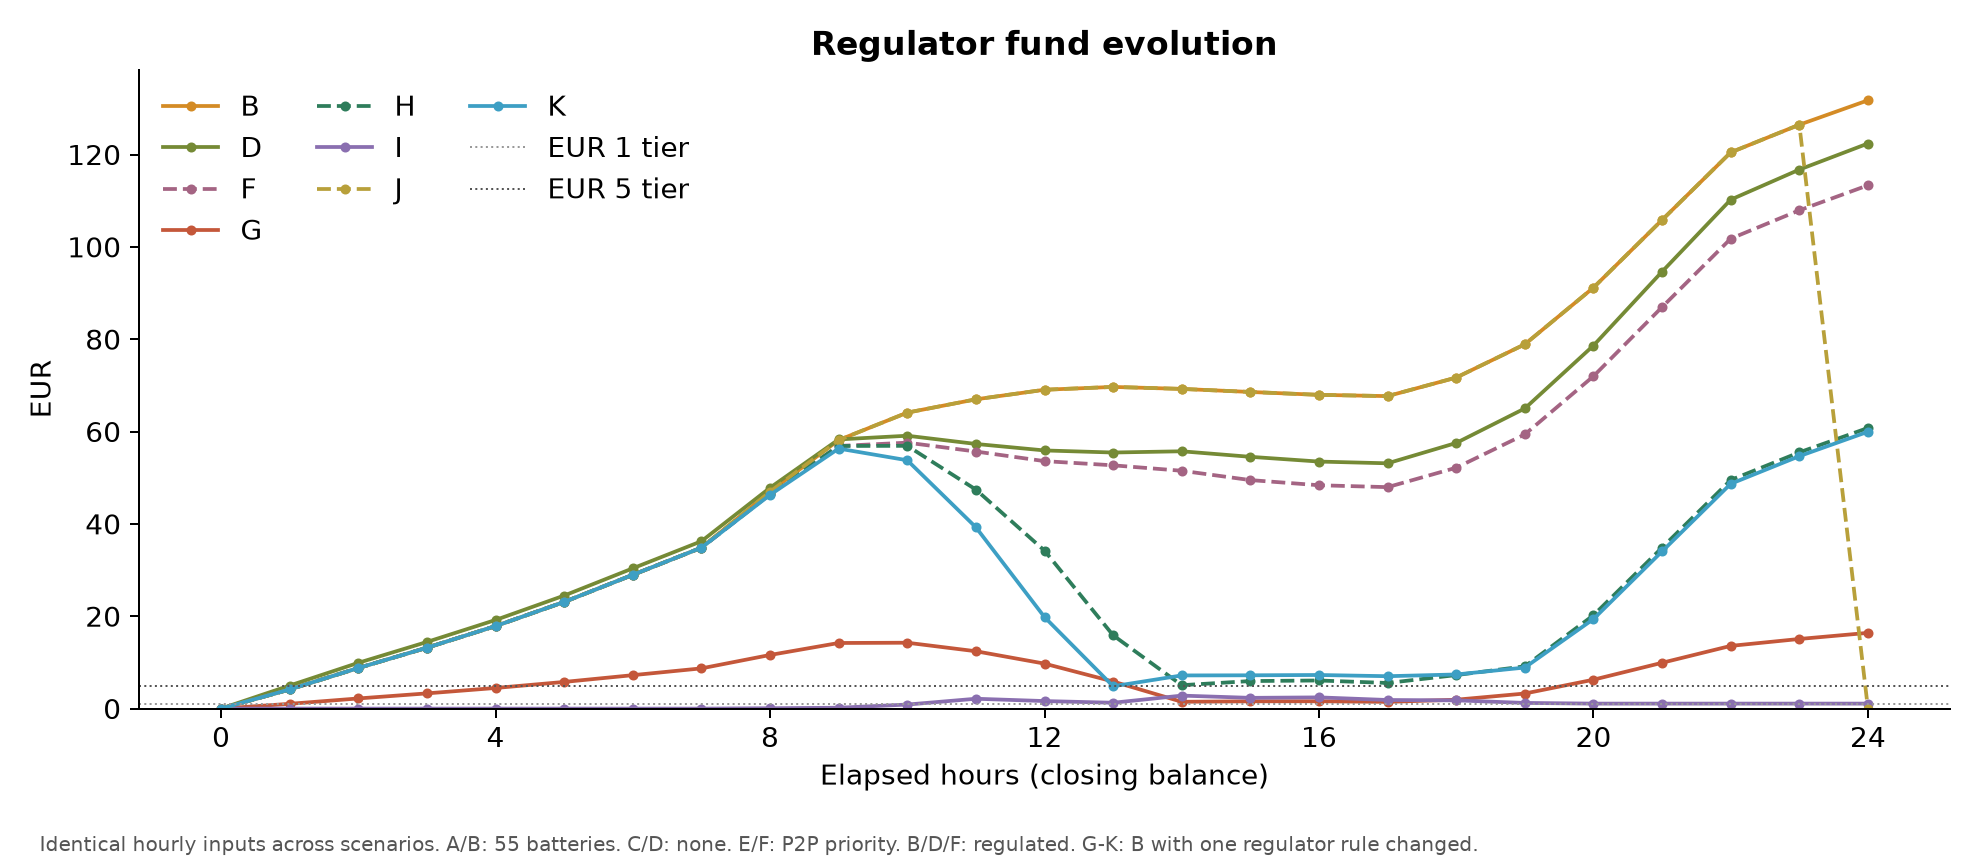 Regulator fund evolution
B
D
F
G
H
I
J
K
EUR 1 tier
EUR 5 tier
EUR
120
100
80
60
40
20
0
0 4 8 12 16 20 24
Elapsed hours (closing balance)
Identical hourly inputs across scenarios. A/B: 55 batteries. C/D: none. E/F: P2P priority. B/D/F: regulated. G-K: B with one regulator rule changed.